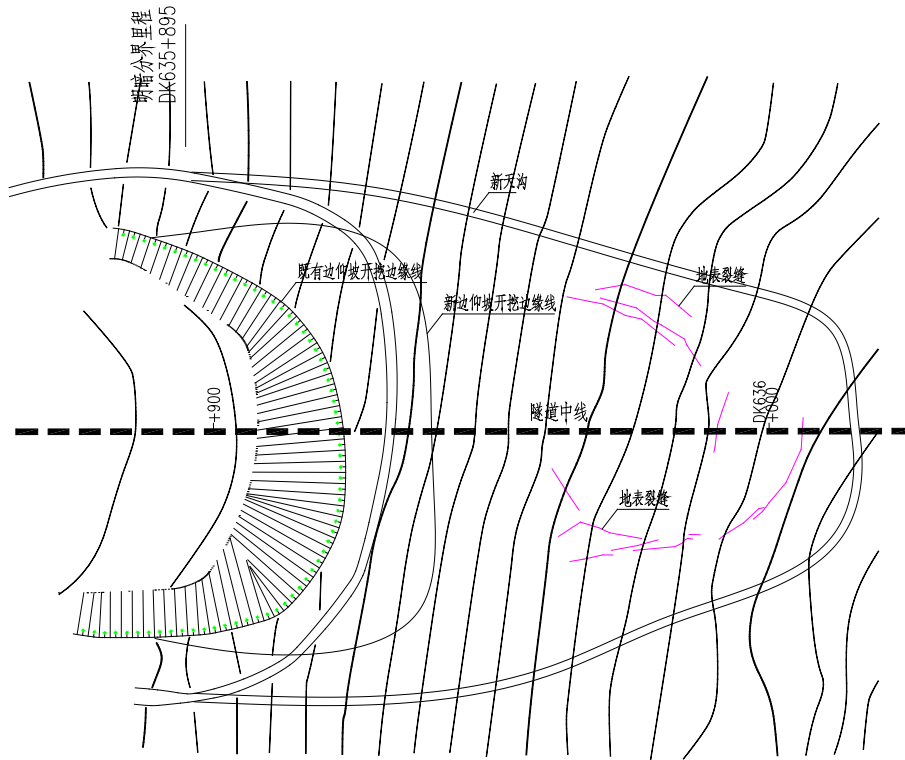 明暗分界里程
DK635+895
新天沟
地表裂缝
既有边仰坡开挖边缘线
新边仰坡开挖边缘线
隧道中线
+900
DK636
+000
地表裂缝